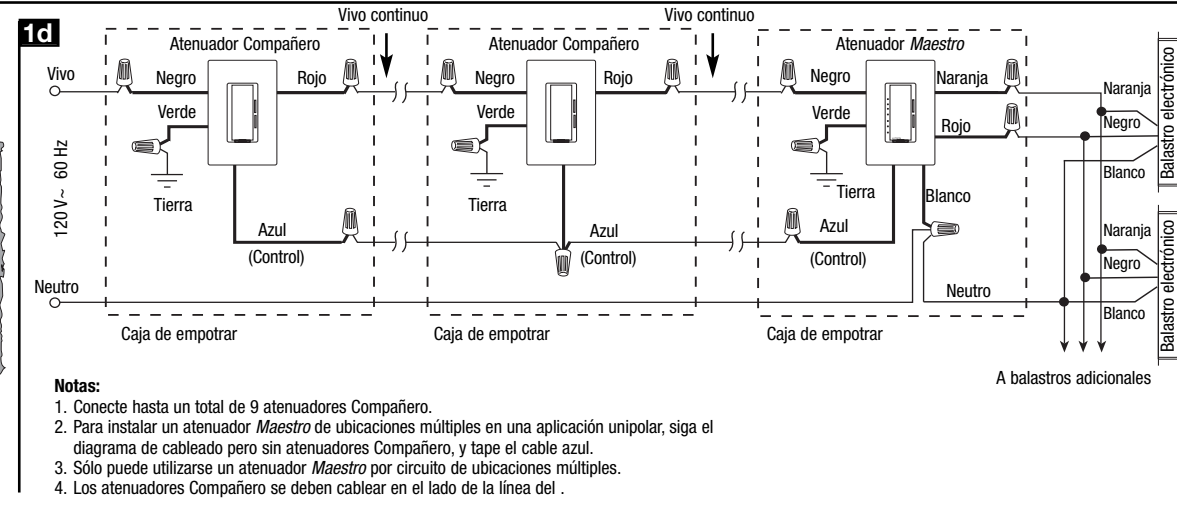 1d
Vivo continuo
Vivo continuo
Atenuador Compañero
Atenuador Compañero
Atenuador Maestro
Vivo
Negro
Rojo
Negro
Rojo
Negro
Naranja
Naranja
Verde
Verde
Verde
Rojo
Negro
Balastro electrónico
120 V~ 60 Hz
Blanco
Tierra
Tierra
Tierra
Blanco
Azul
(Control)
Azul
(Control)
Azul
(Control)
Naranja
Negro
Balastro electrónico
Neutro
Neutro
Blanco
Caja de empotrar
Caja de empotrar
Caja de empotrar
A balastros adicionales
Notas:
1. Conecte hasta un total de 9 atenuadores Compañero.
2. Para instalar un atenuador Maestro de ubicaciones múltiples en una aplicación unipolar, siga el
diagrama de cableado pero sin atenuadores Compañero, y tape el cable azul.
3. Sólo puede utilizarse un atenuador Maestro por circuito de ubicaciones múltiples.
4. Los atenuadores Compañero se deben cablear en el lado de la línea del .